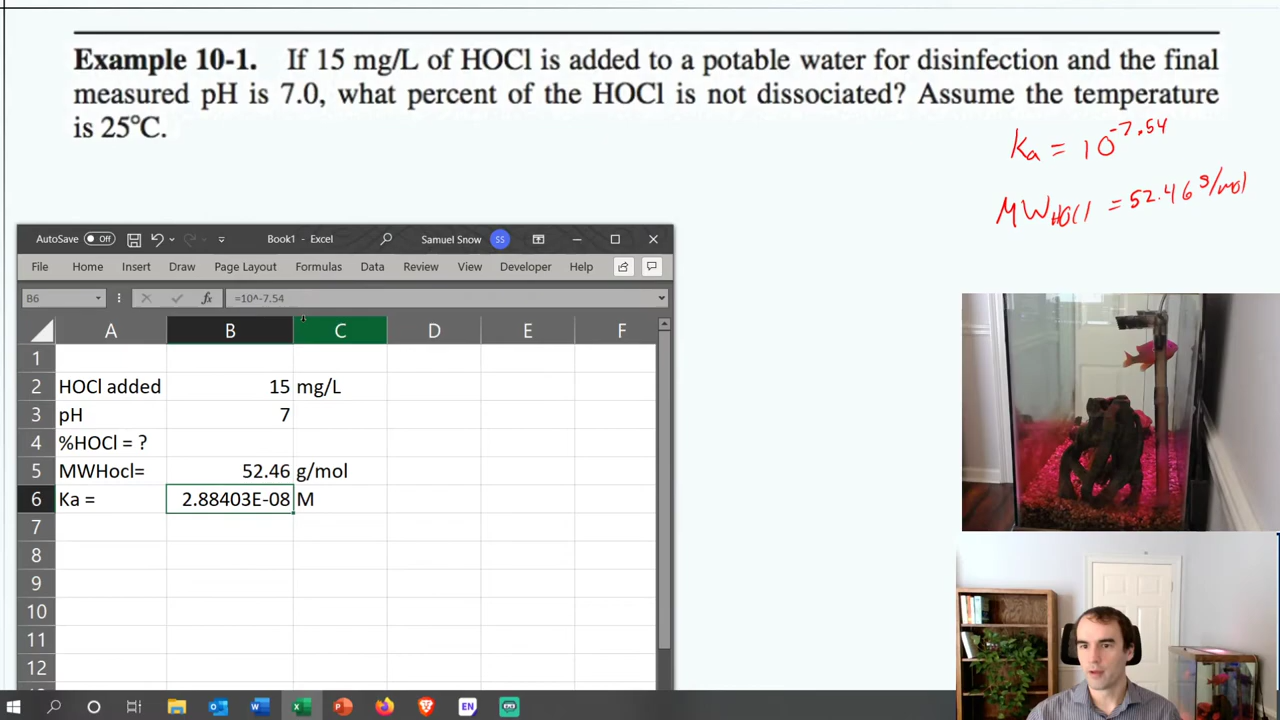 Example 10-1. If 15 mg/L of HOCl is added to a potable water for disinfection and the final
measured pH is 7.0, what percent of the HOCl is not dissociated? Assume the temperature
is 25°C.
Ka = 10^-7.54
MW HOCl = 52.46 g/mol
AutoSave Off Book1 - Excel Samuel Snow SS
File Home Insert Draw Page Layout Formulas Data Review View Developer Help
B6 fx =10^-7.54
A B C D E F
1
2 HOCl added 15 mg/L
3 pH 7
4 %HOCl = ?
5 MWHocl= 52.46 g/mol
6 Ka = 2.88403E-08 M
7
8
9
10
11
12
EN